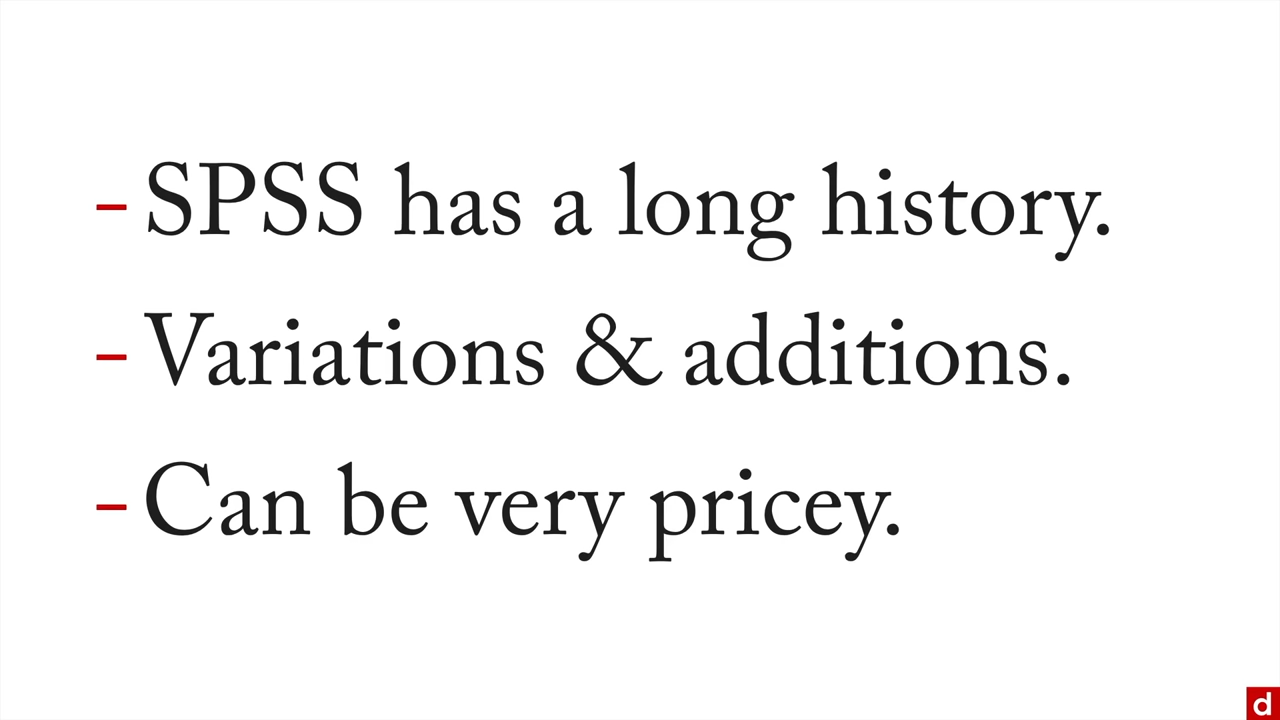 - SPSS has a long history.
- Variations & additions.
- Can be very pricey.
d